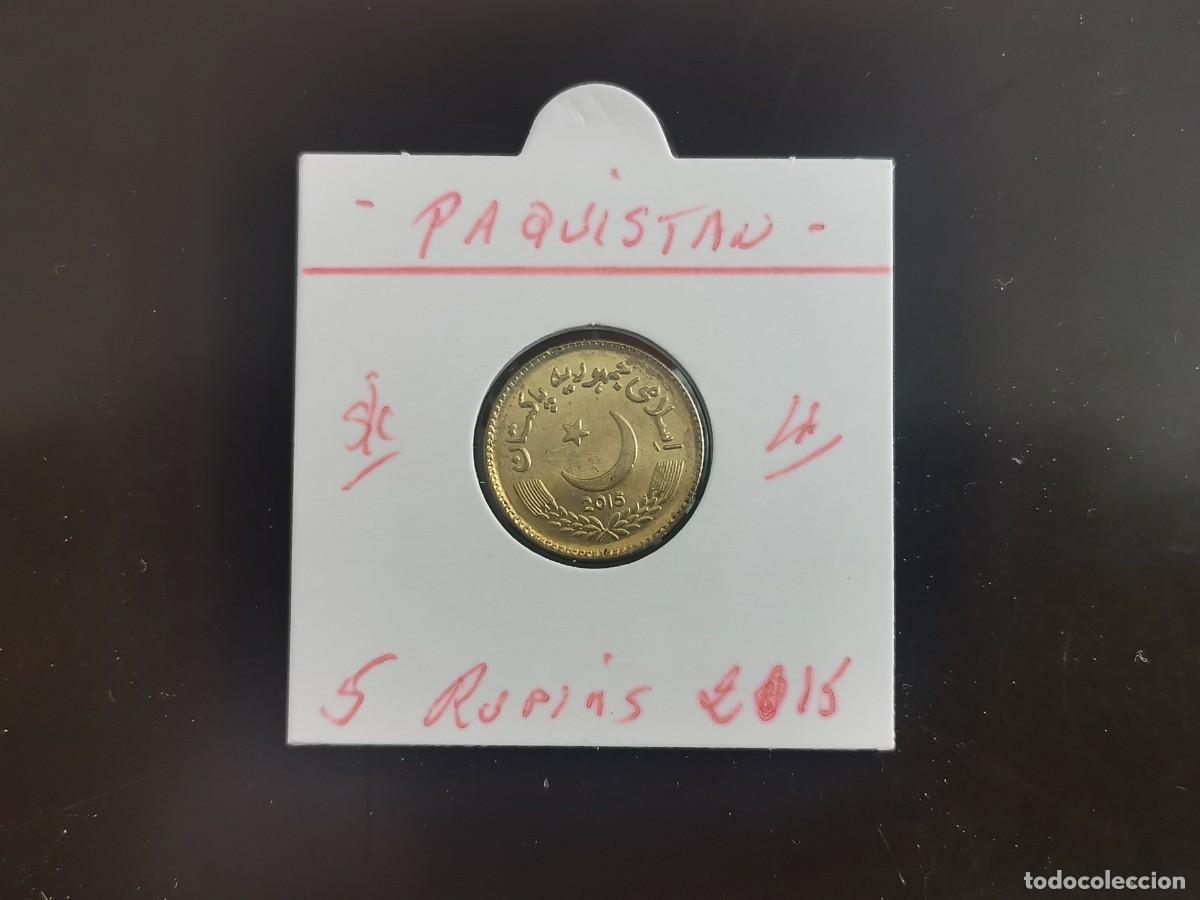 - PAQUISTAN -
اسلامی جمہوریہ پاکستان
S/C
2015
5 RUPIAS 2015
todocoleccion